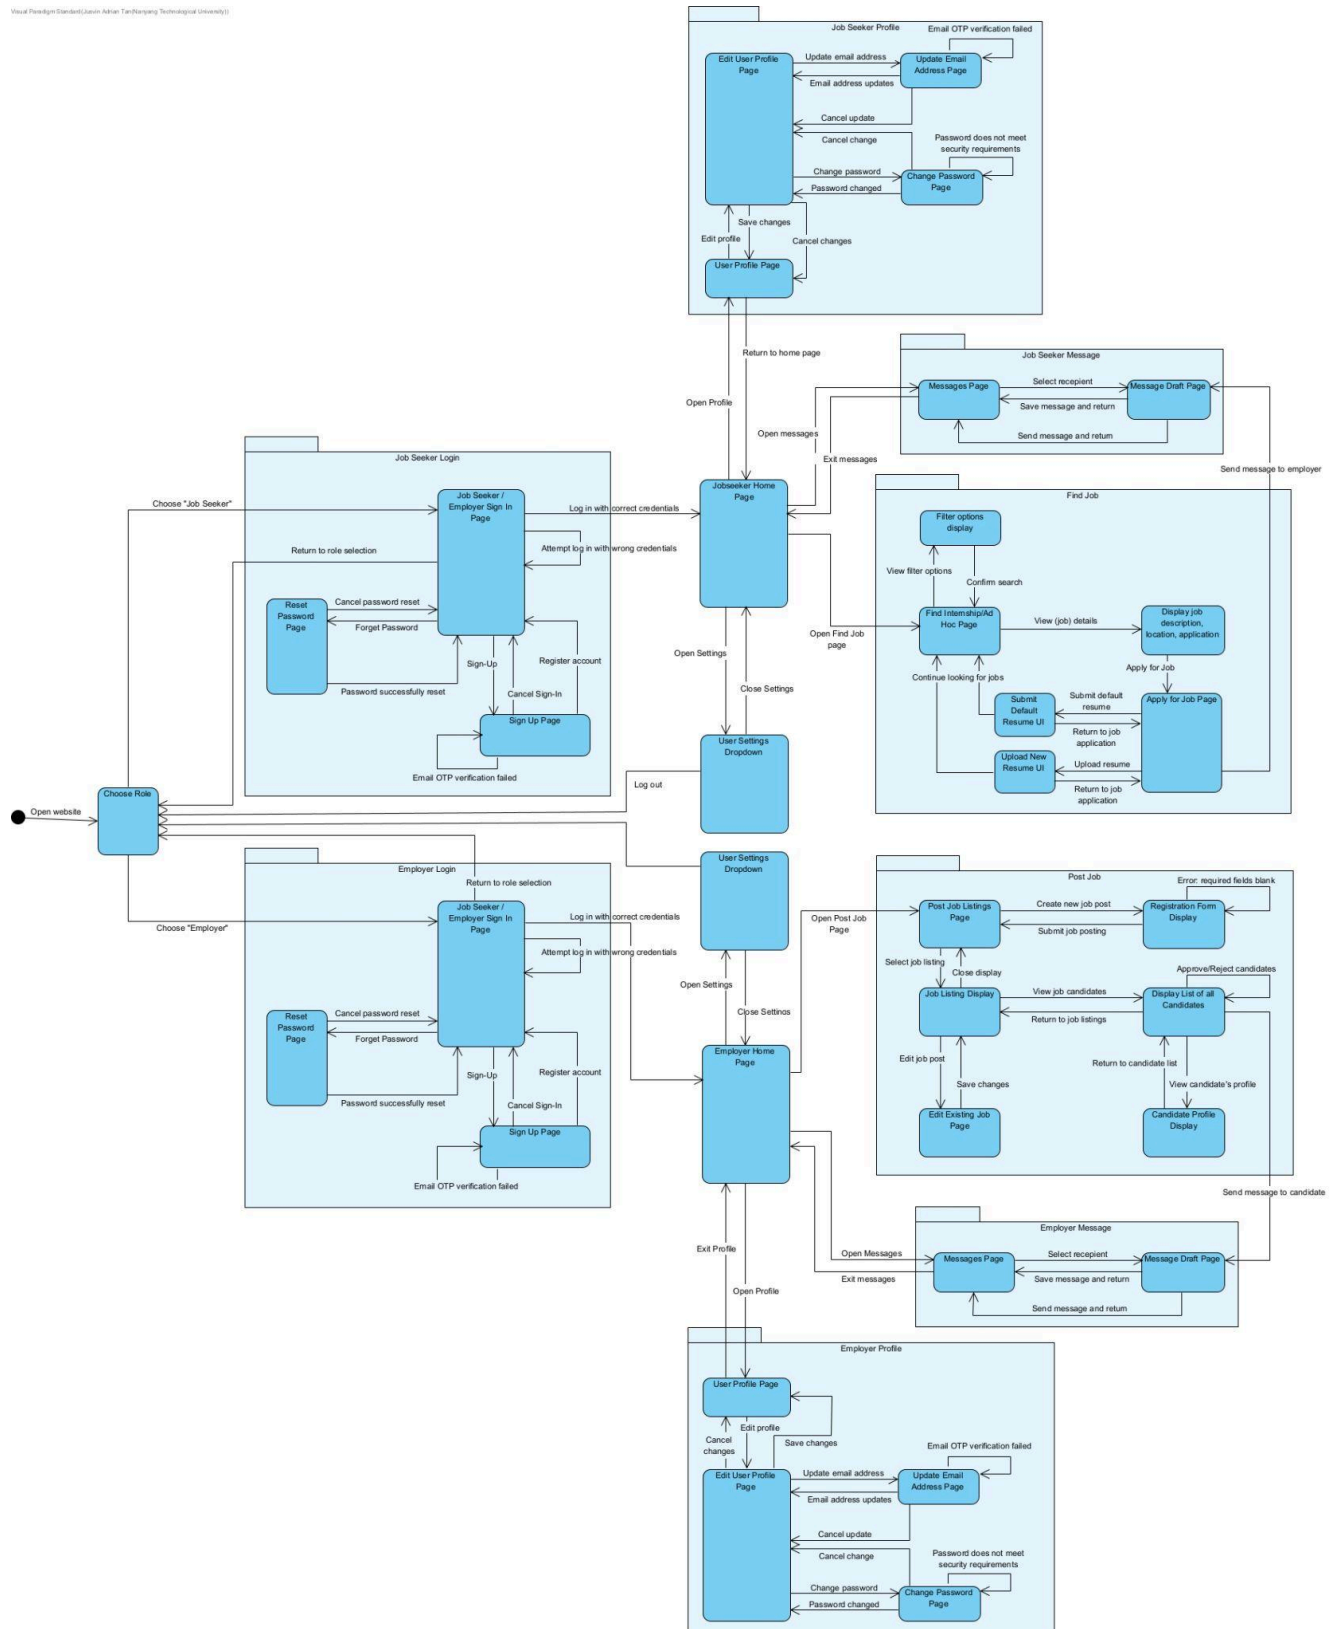 Visual Paradigm Standard(Juoxin Adrian Tan(Nanyang Technological University))
Job Seeker Profile
Email OTP verification failed
Edit User Profile
Page
Update email address
Update Email
Address Page
Email address updates
Cancel update
Cancel change
Password does not meet
security requirements
Change password
Change Password
Page
Password changed
Save changes
Edit profile
Cancel changes
User Profile Page
Return to home page
Open Profile
Job Seeker Message
Messages Page
Select recepient
Message Draft Page
Save message and return
Send message and return
Open messages
Exit messages
Send message to employer
Job Seeker Login
Choose "Job Seeker"
Job Seeker /
Employer Sign In
Page
Log in with correct credentials
Attempt log in with wrong credentials
Return to role selection
Reset
Password
Page
Cancel password reset
Forget Password
Sign-Up
Register account
Password successfully reset
Cancel Sign-In
Sign Up Page
Email OTP verification failed
Jobseeker Home
Page
Find Job
Filter options
display
View filter options
Confirm search
Find Internship/Ad
Hoc Page
View (job) details
Display job
description,
location, application
Open Find Job
page
Apply for Job
Continue looking for jobs
Submit
Default
Resume UI
Submit default
resume
Apply for Job Page
Return to job
application
Upload New
Resume UI
Upload resume
Return to job
application
Open Settings
Close Settings
User Settings
Dropdown
Log out
Open website
Choose Role
User Settings
Dropdown
Employer Login
Return to role selection
Choose "Employer"
Job Seeker /
Employer Sign In
Page
Log in with correct credentials
Attempt log in with wrong credentials
Reset
Password
Page
Cancel password reset
Forget Password
Sign-Up
Register account
Password successfully reset
Cancel Sign-In
Sign Up Page
Email OTP verification failed
Open Settings
Close Settings
Employer Home
Page
Post Job
Open Post Job
Page
Post Job Listings
Page
Create new job post
Registration Form
Display
Error: required fields blank
Submit job posting
Select job listing
Close display
Approve/Reject candidates
Job Listing Display
View job candidates
Display List of all
Candidates
Return to job listings
Edit job post
Return to candidate list
Save changes
View candidate's profile
Edit Existing Job
Page
Candidate Profile
Display
Send message to candidate
Employer Message
Open Messages
Exit messages
Messages Page
Select recepient
Message Draft Page
Save message and return
Send message and return
Exit Profile
Open Profile
Employer Profile
User Profile Page
Cancel
changes
Edit profile
Save changes
Email OTP verification failed
Edit User Profile
Page
Update email address
Update Email
Address Page
Email address updates
Cancel update
Cancel change
Password does not meet
security requirements
Change password
Change Password
Page
Password changed